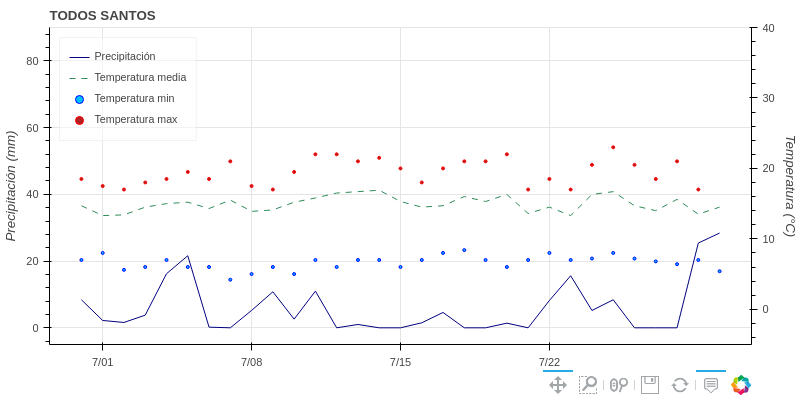 TODOS SANTOS
Precipitación
Temperatura media
Temperatura min
Temperatura max
Precipitación (mm)
80
60
40
20
0
40
30
20
10
0
Temperatura (°C)
7/01
7/08
7/15
7/22